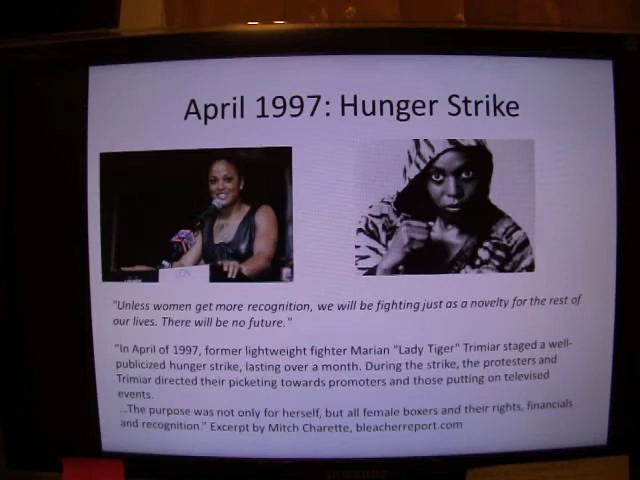 April 1997: Hunger Strike
"Unless women get more recognition, we will be fighting just as a novelty for the rest of
our lives. There will be no future."
"In April of 1997, former lightweight fighter Marian "Lady Tiger" Trimiar staged a well-
publicized hunger strike, lasting over a month. During the strike, the protesters and
Trimiar directed their picketing towards promoters and those putting on televised
events.
...The purpose was not only for herself, but all female boxers and their rights, financials
and recognition." Excerpt by Mitch Charette, bleacherreport.com